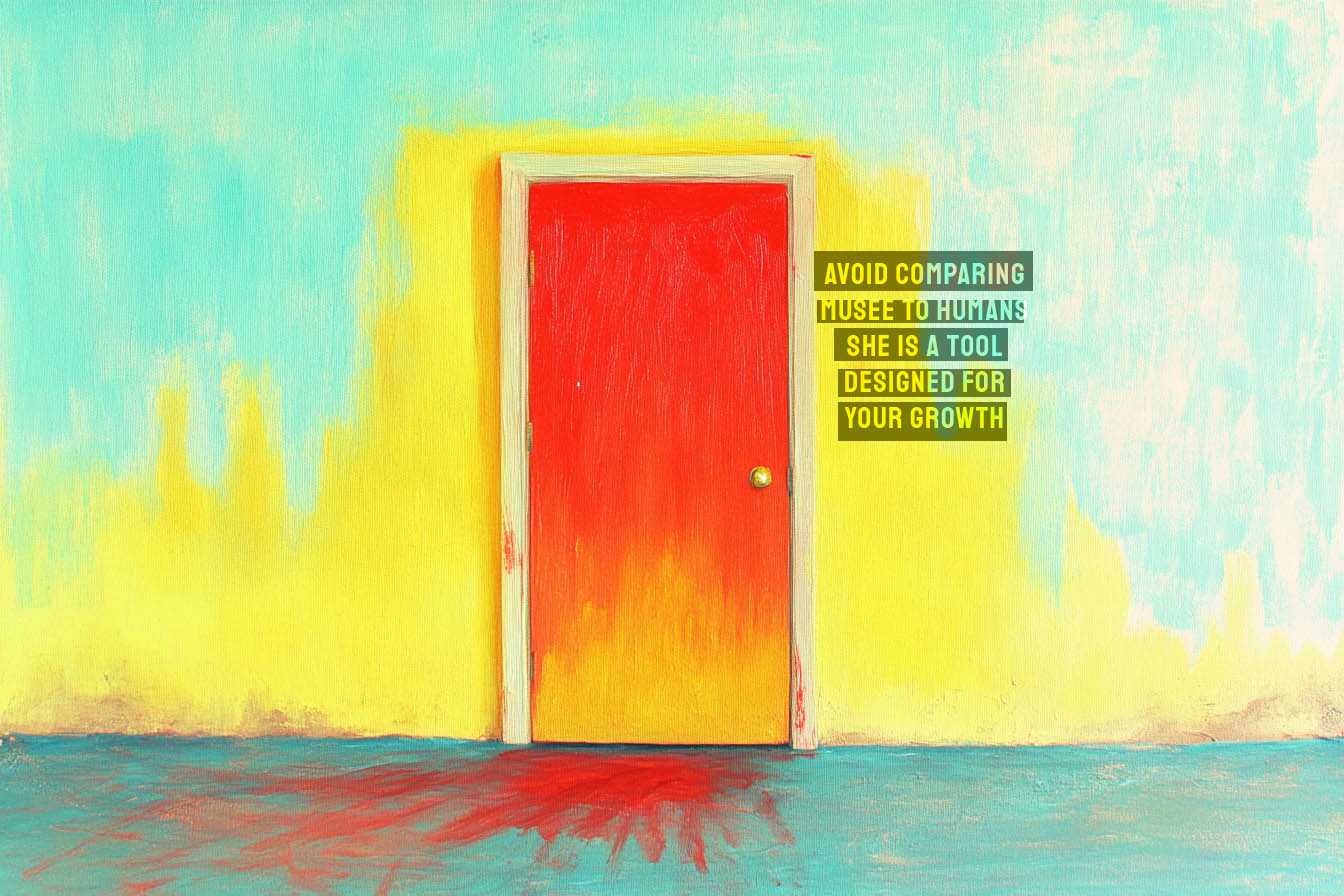 AVOID COMPARING
MUSEE TO HUMANS
SHE IS A TOOL
DESIGNED FOR
YOUR GROWTH